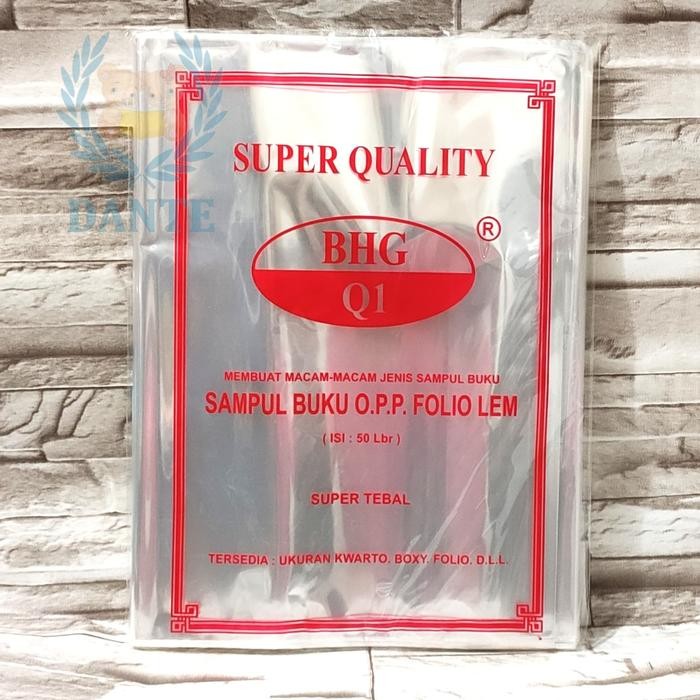 DANTE
SUPER QUALITY
BHG
®
Q1
MEMBUAT MACAM-MACAM JENIS SAMPUL BUKU
SAMPUL BUKU O.P.P. FOLIO LEM
( ISI : 50 Lbr )
SUPER TEBAL
TERSEDIA : UKURAN KWARTO. BOXY. FOLIO. D.L.L.